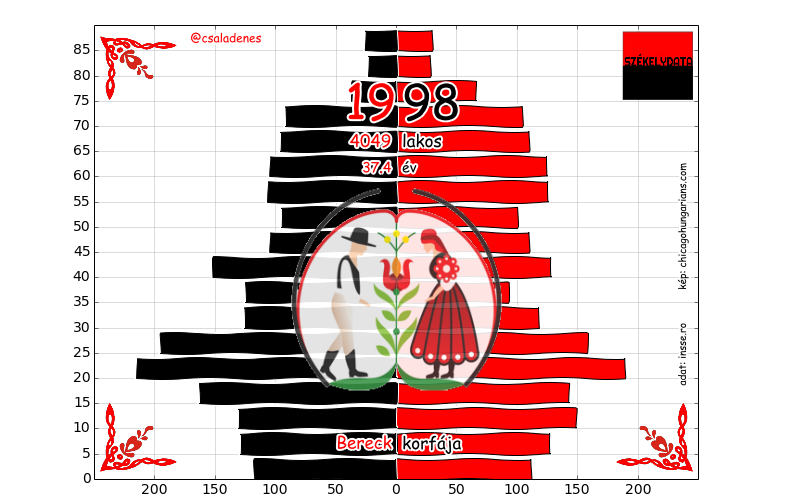 @csaladenes
SZÉKELYDATA
1998
4049 lakos
37.4 év
kép: chicagohungarians.com
adat: insse.ro
Bereck korfája
85
80
75
70
65
60
55
50
45
40
35
30
25
20
15
10
5
0
200 150 100 50 0 50 100 150 200